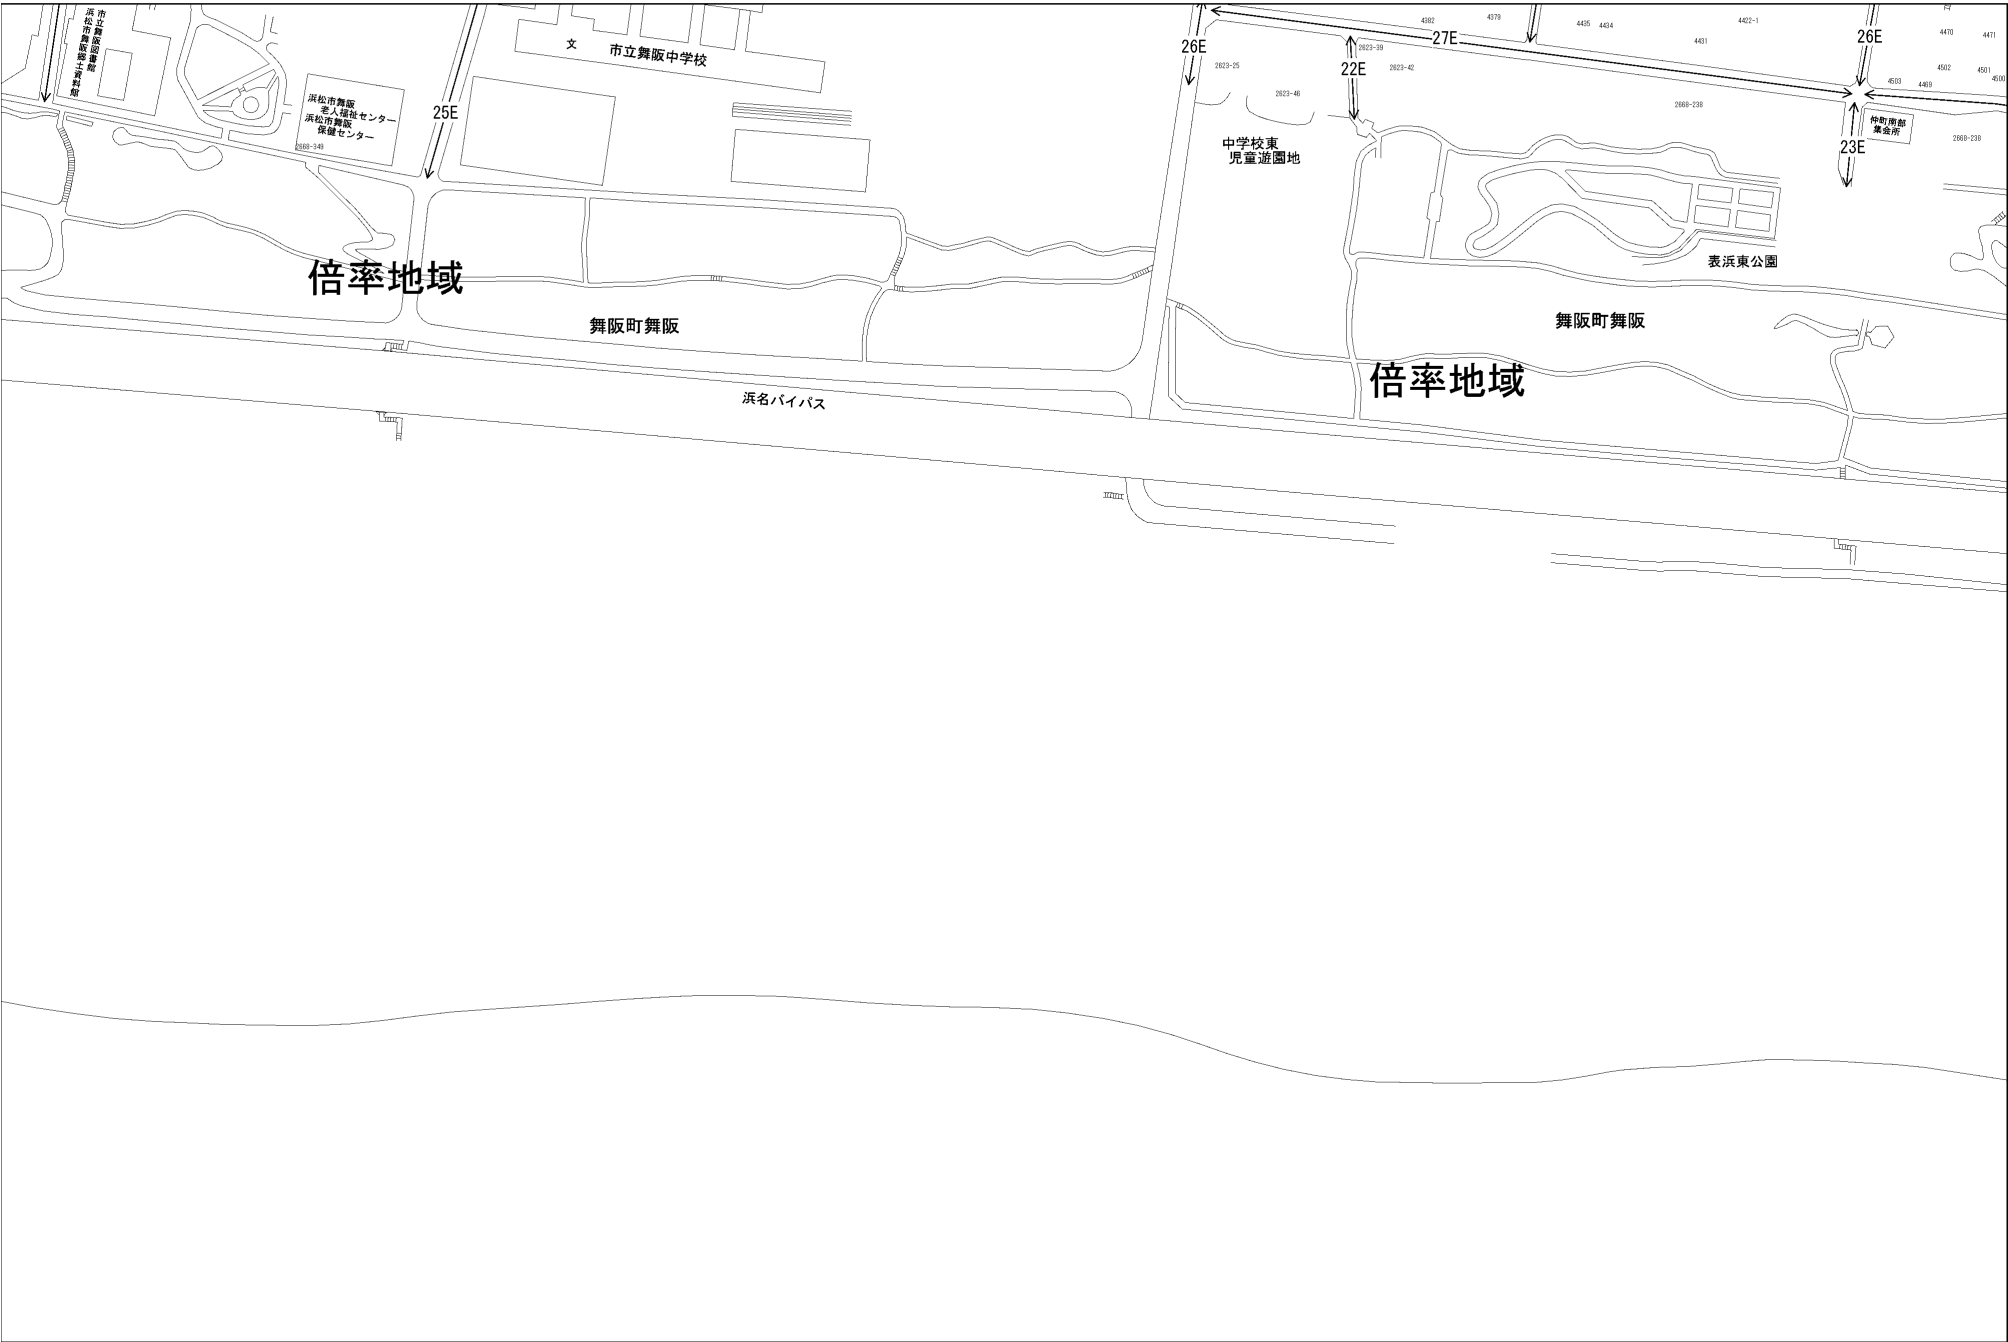 市立舞阪図書館
浜松市舞阪郷土資料館
浜松市舞阪
老人福祉センター
浜松市舞阪
保健センター
2668-349
25E
文
市立舞阪中学校
26E
27E
22E
2623-25
2623-39
2623-42
2623-46
4382
4379
4435
4434
4431
4422-1
2668-238
26E
4470
4471
4502
4501
4500
4503
4469
仲町南部
集会所
2668-238
23E
中学校東
児童遊園地
表浜東公園
倍率地域
舞阪町舞阪
舞阪町舞阪
倍率地域
浜名バイパス